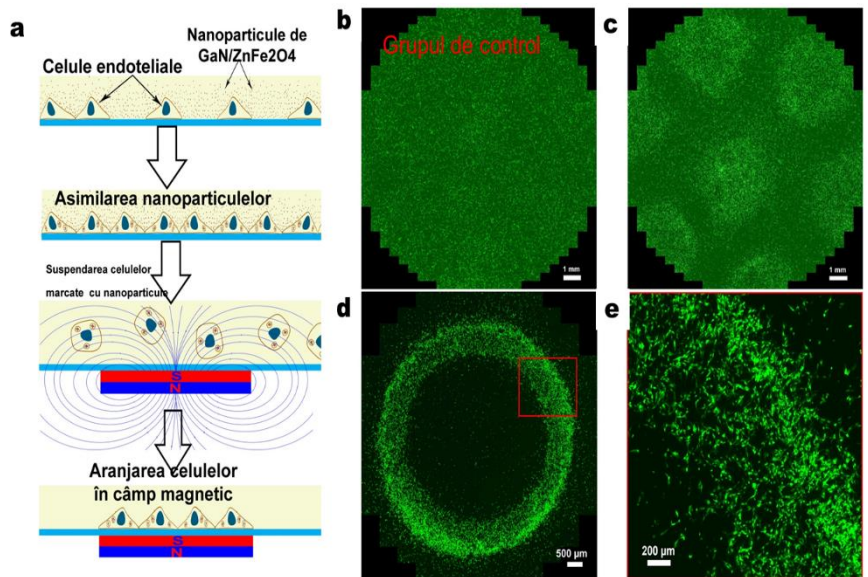 a
Celule endoteliale
Nanoparticule de
GaN/ZnFe2O4
Asimilarea nanoparticulelor
Suspendarea celulelor
marcate cu nanoparticule
S
N
Aranjarea celulelor
în câmp magnetic
S
N
b
Grupul de control
1 mm
c
1 mm
d
500 µm
e
200 µm